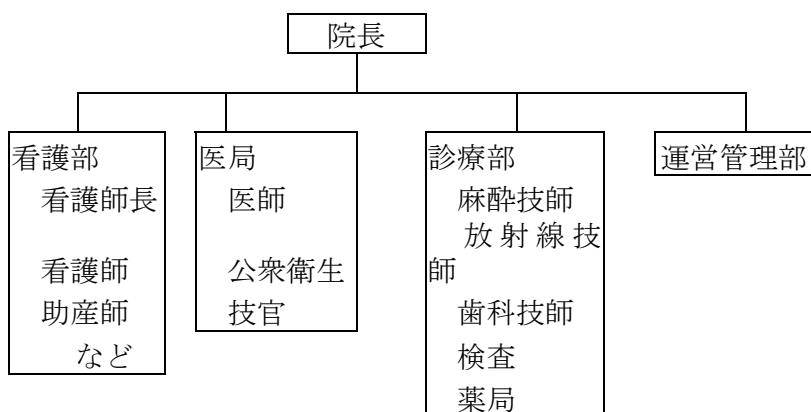 院長
看護部
看護師長
看護師
助産師
など
医局
医師
公衆衛生
技官
診療部
麻酔技師
放射線技
師
歯科技師
検査
薬局
運営管理部